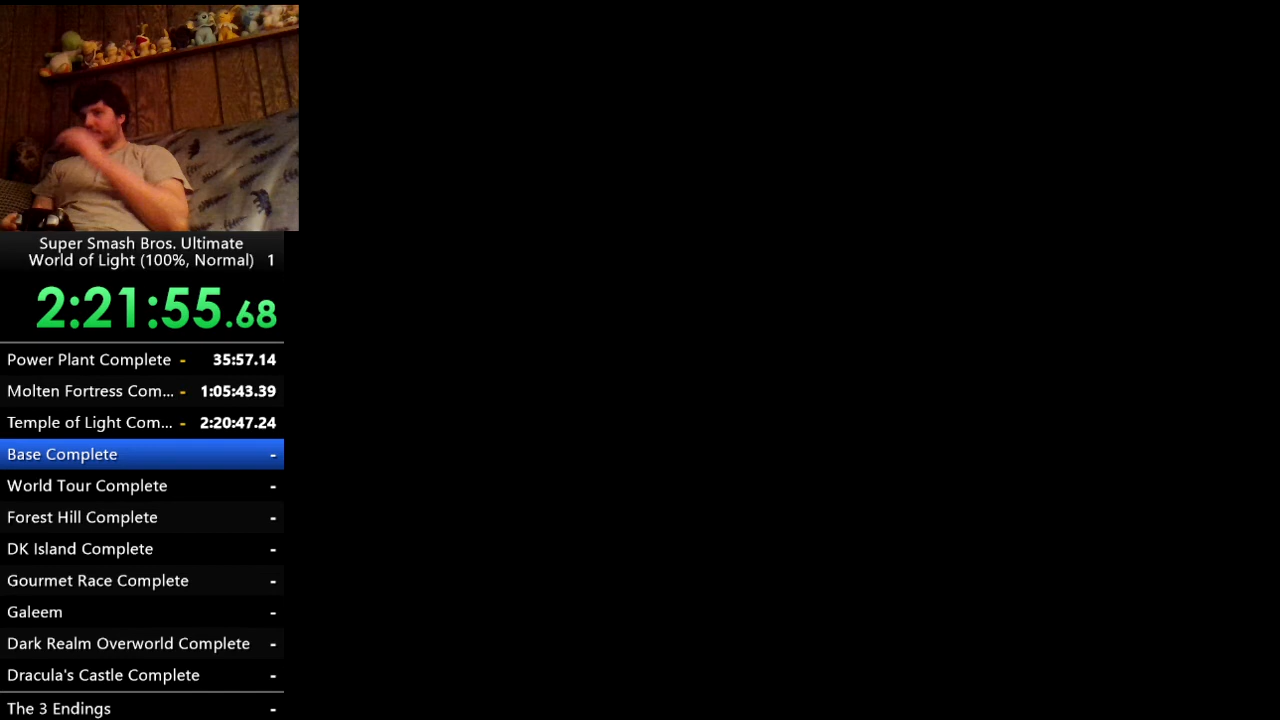 Super Smash Bros. Ultimate
World of Light (100%, Normal) 1
2:21:55.68
Power Plant Complete - 35:57.14
Molten Fortress Com... - 1:05:43.39
Temple of Light Com... - 2:20:47.24
Base Complete -
World Tour Complete -
Forest Hill Complete -
DK Island Complete -
Gourmet Race Complete -
Galeem -
Dark Realm Overworld Complete -
Dracula's Castle Complete -
The 3 Endings -